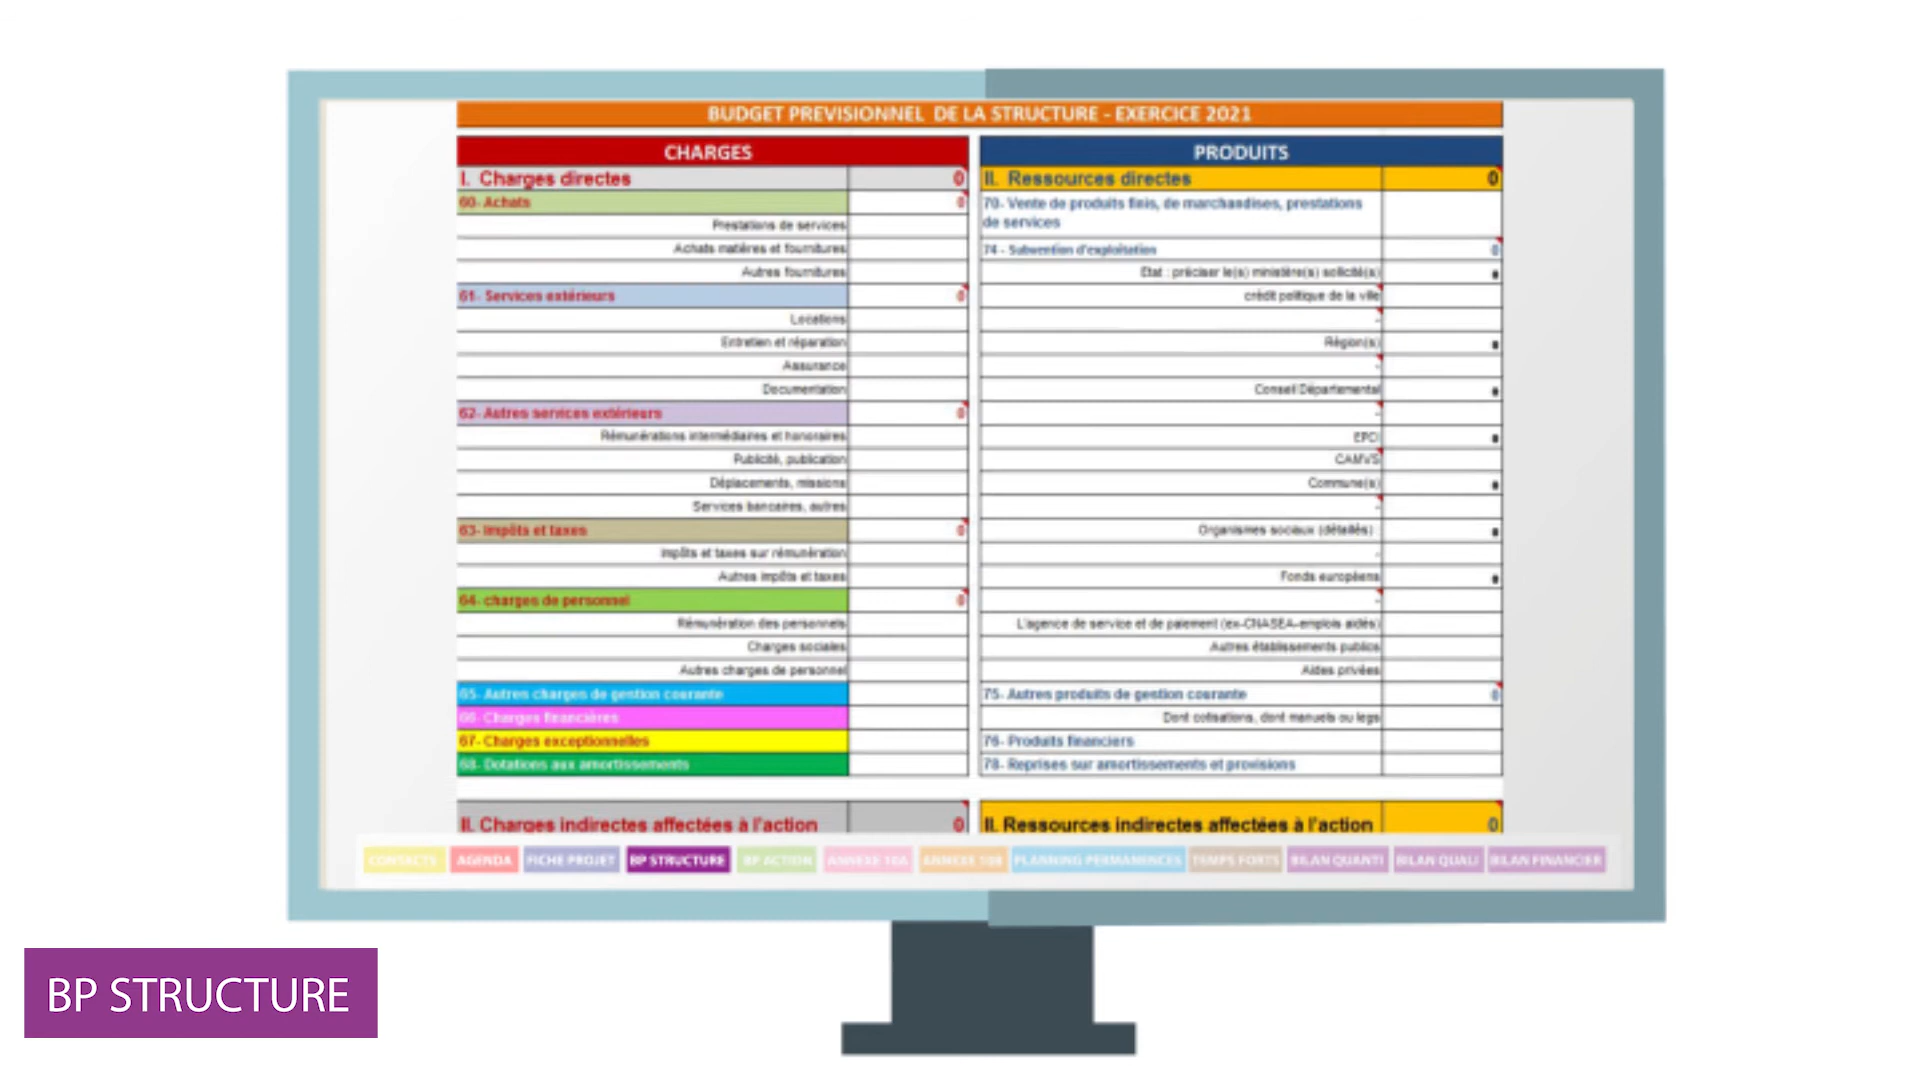 BUDGET PREVISIONNEL DE LA STRUCTURE - EXERCICE 2021
CHARGES
I. Charges directes 0
60- Achats 0
Prestations de services
Achats matières et fournitures
Autres fournitures
61- Services extérieurs 0
Locations
Entretien et réparation
Assurance
Documentation
62- Autres services extérieurs 0
Rémunérations intermédiaires et honoraires
Publicité, publication
Déplacements, missions
Services bancaires, autres
63- Impôts et taxes 0
Impôts et taxes sur rémunération
Autres impôts et taxes
64- charges de personnel 0
Rémunération des personnels
Charges sociales
Autres charges de personnel
65- Autres charges de gestion courante
66- Charges financières
67- Charges exceptionnelles
68- Dotations aux amortissements
II. Charges indirectes affectées à l'action 0
PRODUITS
II. Ressources directes 0
70- Vente de produits finis, de marchandises, prestations
de services
74 - Subvention d'exploitation 0
Etat : préciser le(s) ministère(s) sollicité(s)
crédit politique de la ville
-
Région(s)
-
Conseil Départemental
-
EPCI
CAMVS
Commune(s)
-
Organismes sociaux (détaillés) :
-
Fonds européens
-
L'agence de service et de paiement (ex-CNASEA-emplois aidés)
Autres établissements publics
Aides privées
75- Autres produits de gestion courante 0
Dont cotisations, dont manuels ou legs
76- Produits financiers
78- Reprises sur amortissements et provisions
II. Ressources indirectes affectées à l'action 0
CONTACTS AGENDA FICHE PROJET BP STRUCTURE BP ACTION ANNEXE 10A ANNEXE 10B PLANNING PERMANENCES TEMPS FORTS BILAN QUANTI BILAN QUALI BILAN FINANCIER
BP STRUCTURE